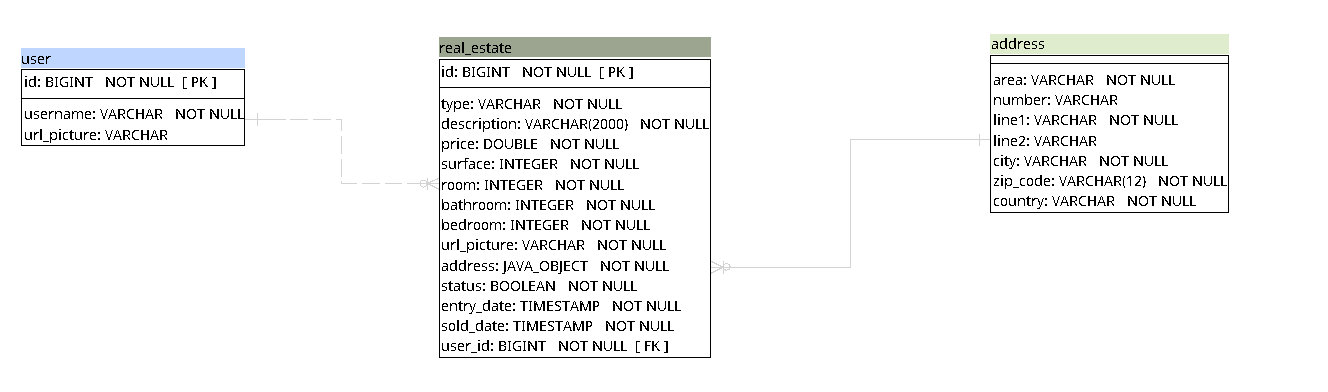 user
id: BIGINT NOT NULL [ PK ]
username: VARCHAR NOT NULL
url_picture: VARCHAR
real_estate
id: BIGINT NOT NULL [ PK ]
type: VARCHAR NOT NULL
description: VARCHAR(2000) NOT NULL
price: DOUBLE NOT NULL
surface: INTEGER NOT NULL
room: INTEGER NOT NULL
bathroom: INTEGER NOT NULL
bedroom: INTEGER NOT NULL
url_picture: VARCHAR NOT NULL
address: JAVA_OBJECT NOT NULL
status: BOOLEAN NOT NULL
entry_date: TIMESTAMP NOT NULL
sold_date: TIMESTAMP NOT NULL
user_id: BIGINT NOT NULL [ FK ]
address
area: VARCHAR NOT NULL
number: VARCHAR
line1: VARCHAR NOT NULL
line2: VARCHAR
city: VARCHAR NOT NULL
zip_code: VARCHAR(12) NOT NULL
country: VARCHAR NOT NULL